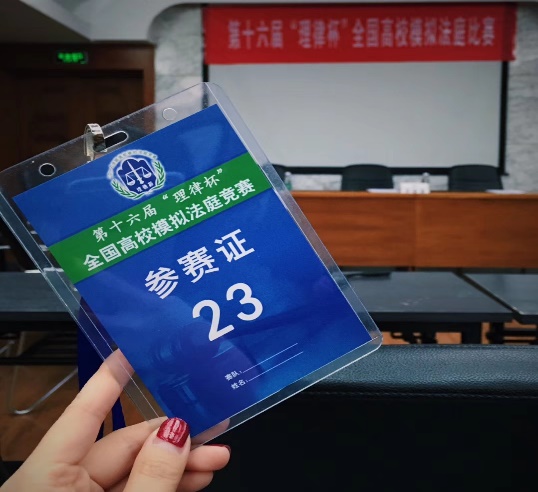 第十六届“理律杯”全国高校模拟法庭比赛
第十六届“理律杯”
全国高校模拟法庭竞赛
参赛证
23
赛队:
姓名: